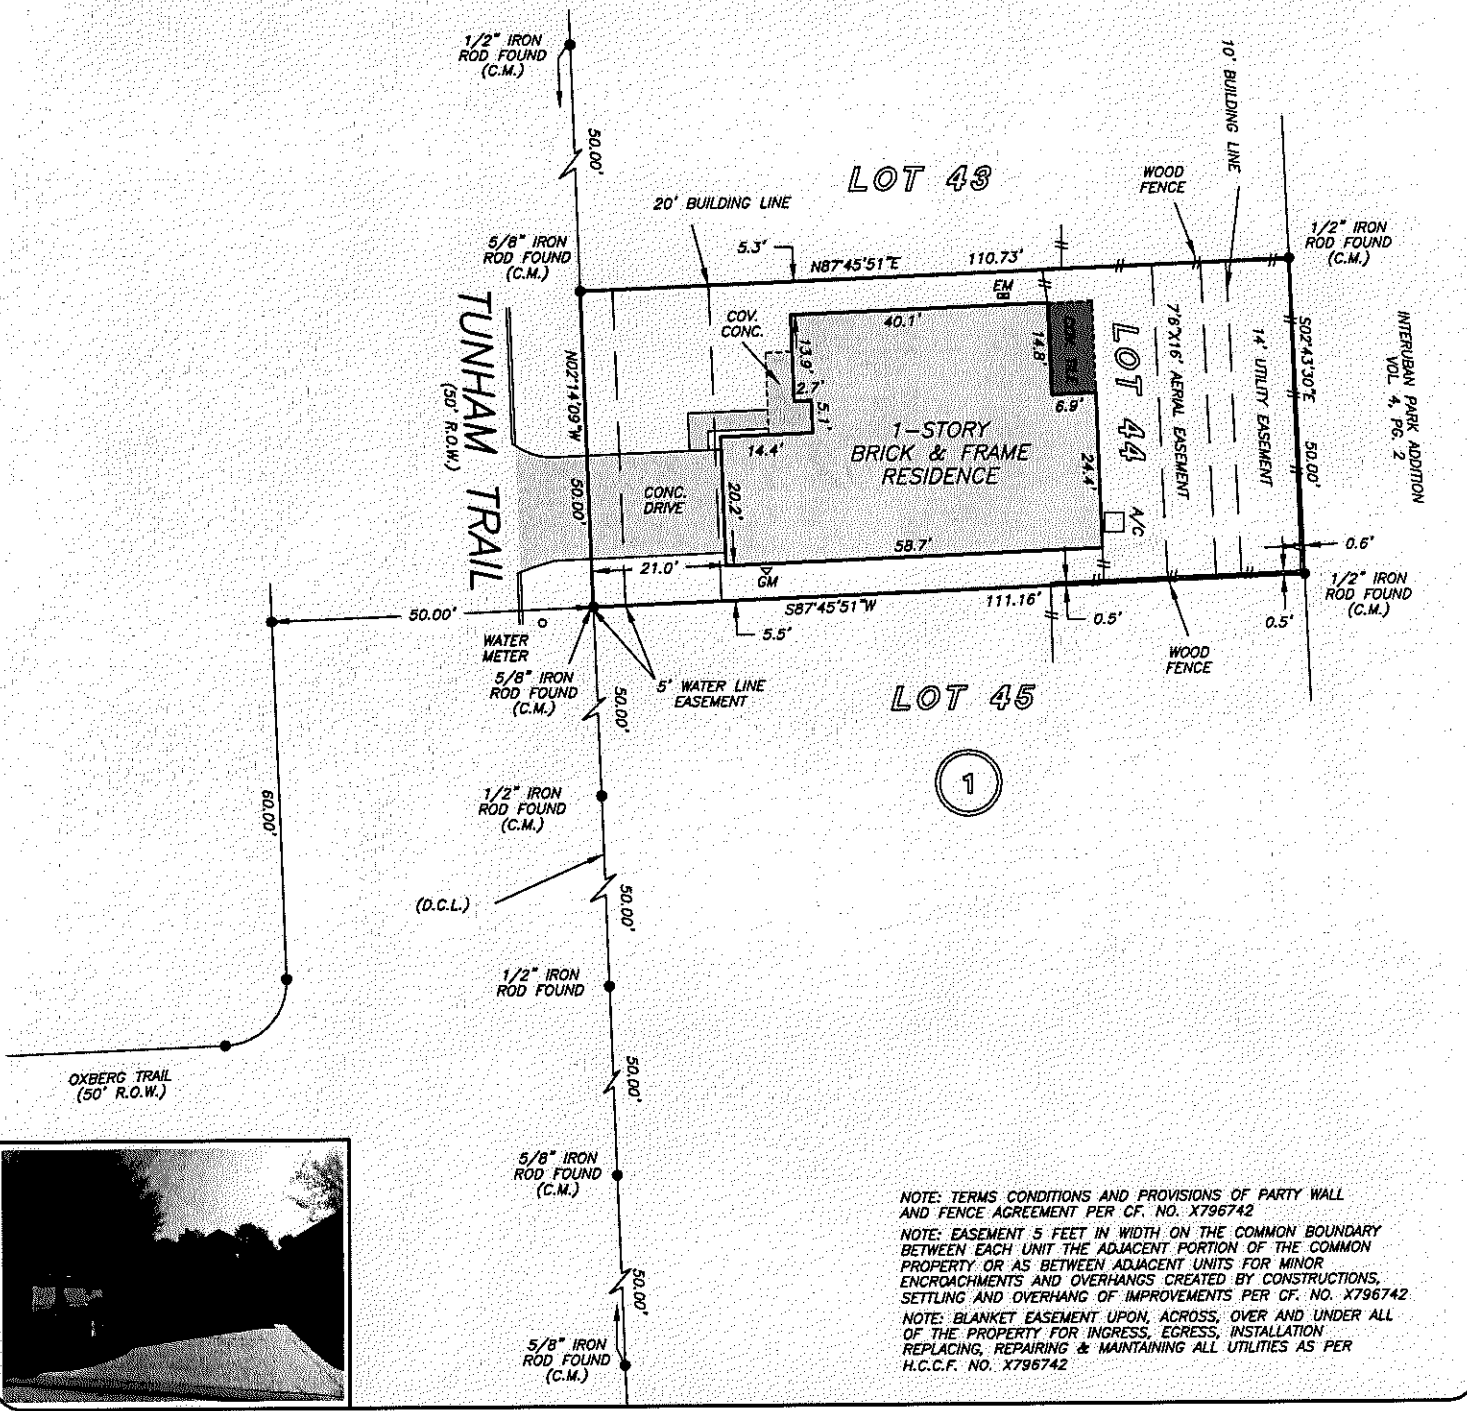 1/2" IRON
ROD FOUND
(C.M.)
50.00'
10' BUILDING LINE
LOT 43
WOOD
FENCE
20' BUILDING LINE
5/8" IRON
ROD FOUND
(C.M.)
5.3'
N87°45'51"E
110.73'
1/2" IRON
ROD FOUND
(C.M.)
TUNHAM TRAIL
(50' R.O.W.)
N02°14'09"W
50.00'
COV.
CONC.
EM
40.1'
13.9'
2.7'
5.1'
14.4'
14.8'
COV. TILE
6.9'
LOT 44
7'6"X16' AERIAL EASEMENT
14' UTILITY EASEMENT
S02°43'30"E
50.00'
INTERUBAN PARK ADDITION
VOL. 4, PG. 2
1-STORY
BRICK & FRAME
RESIDENCE
24.4'
A/C
CONC.
DRIVE
20.2'
58.7'
21.0'
GM
0.6'
50.00'
S87°45'51"W
111.16'
0.5'
5.5'
0.5'
1/2" IRON
ROD FOUND
(C.M.)
WATER
METER
5/8" IRON
ROD FOUND
(C.M.)
5' WATER LINE
EASEMENT
WOOD
FENCE
50.00'
LOT 45
1
1/2" IRON
ROD FOUND
(C.M.)
60.00'
(D.C.L.)
50.00'
1/2" IRON
ROD FOUND
OXBERG TRAIL
(50' R.O.W.)
50.00'
5/8" IRON
ROD FOUND
(C.M.)
50.00'
5/8" IRON
ROD FOUND
(C.M.)
NOTE: TERMS CONDITIONS AND PROVISIONS OF PARTY WALL
AND FENCE AGREEMENT PER CF. NO. X796742
NOTE: EASEMENT 5 FEET IN WIDTH ON THE COMMON BOUNDARY
BETWEEN EACH UNIT THE ADJACENT PORTION OF THE COMMON
PROPERTY OR AS BETWEEN ADJACENT UNITS FOR MINOR
ENCROACHMENTS AND OVERHANGS CREATED BY CONSTRUCTIONS,
SETTLING AND OVERHANG OF IMPROVEMENTS PER CF. NO. X796742
NOTE: BLANKET EASEMENT UPON, ACROSS, OVER AND UNDER ALL
OF THE PROPERTY FOR INGRESS, EGRESS, INSTALLATION
REPLACING, REPAIRING & MAINTAINING ALL UTILITIES AS PER
H.C.C.F. NO. X796742